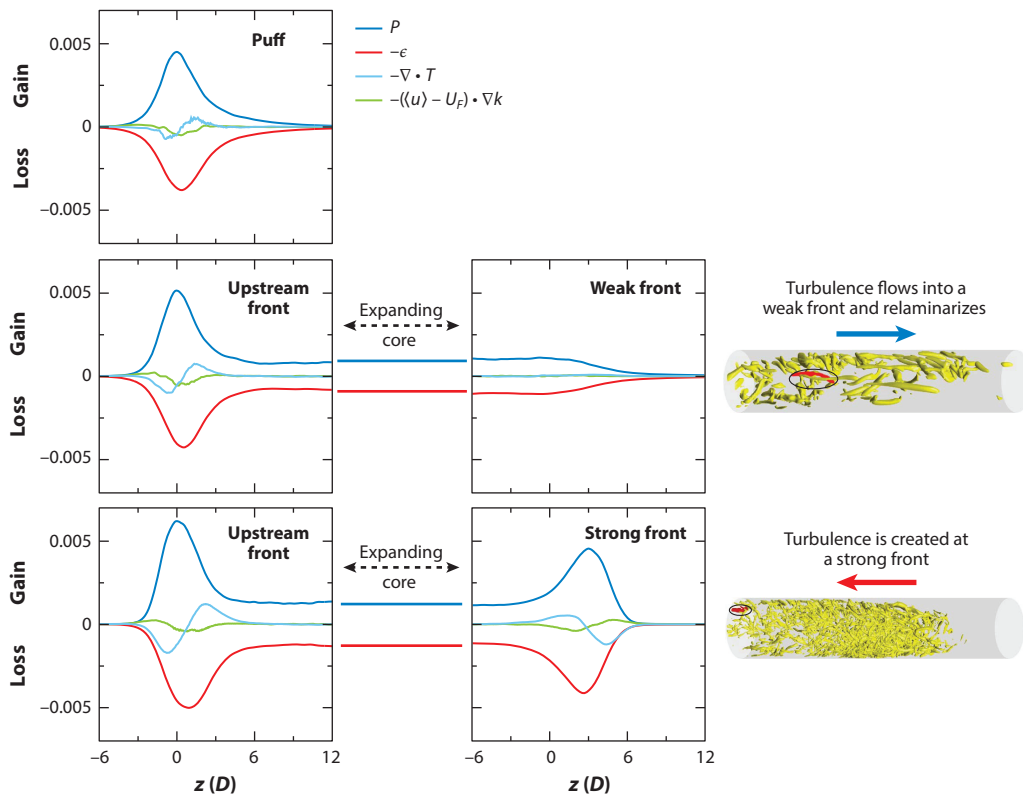 Puff
P
−ϵ
−∇ • T
−(⟨u⟩ − U_F) • ∇k
Gain
Loss
0.005
0
−0.005
Upstream
front
Expanding
core
Weak front
Turbulence flows into a
weak front and relaminarizes
Gain
Loss
0.005
0
−0.005
Upstream
front
Expanding
core
Strong front
Turbulence is created at
a strong front
Gain
Loss
0.005
0
−0.005
−6 0 6 12
−6 0 6 12
z (D)
z (D)